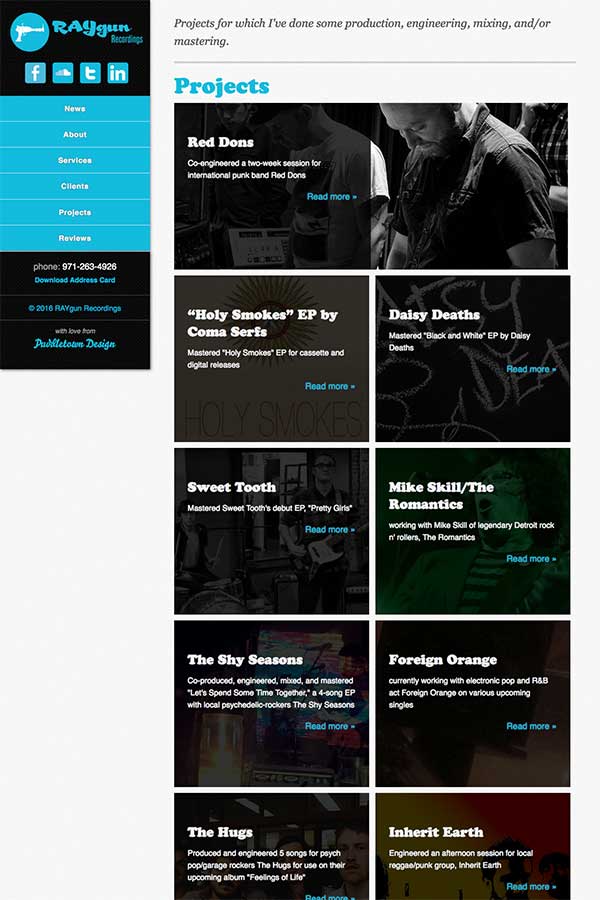 RAYgun
Recordings
News
About
Services
Clients
Projects
Reviews
phone: 971-263-4926
Download Address Card
© 2016 RAYgun Recordings
with love from
Puddletown Design
Projects for which I've done some production, engineering, mixing, and/or
mastering.
Projects
Red Dons
Co-engineered a two-week session for
international punk band Red Dons
Read more »
“Holy Smokes” EP by
Coma Serfs
Mastered "Holy Smokes" EP for cassette and
digital releases
Read more »
HOLY SMOKES
Daisy Deaths
Mastered "Black and White" EP by Daisy
Deaths
Read more »
Sweet Tooth
Mastered Sweet Tooth's debut EP, "Pretty Girls"
Read more »
Mike Skill/The
Romantics
working with Mike Skill of legendary Detroit rock
n' rollers, The Romantics
Read more »
The Shy Seasons
Co-produced, engineered, mixed, and mastered
"Let's Spend Some Time Together," a 4-song EP
with local psychedelic-rockers The Shy Seasons
Read more »
Foreign Orange
currently working with electronic pop and R&B
act Foreign Orange on various upcoming
singles
Read more »
The Hugs
Produced and engineered 5 songs for psych
pop/garage rockers The Hugs for use on their
upcoming album "Feelings of Life"
Read more »
Inherit Earth
Engineered an afternoon session for local
reggae/punk group, Inherit Earth
Read more »